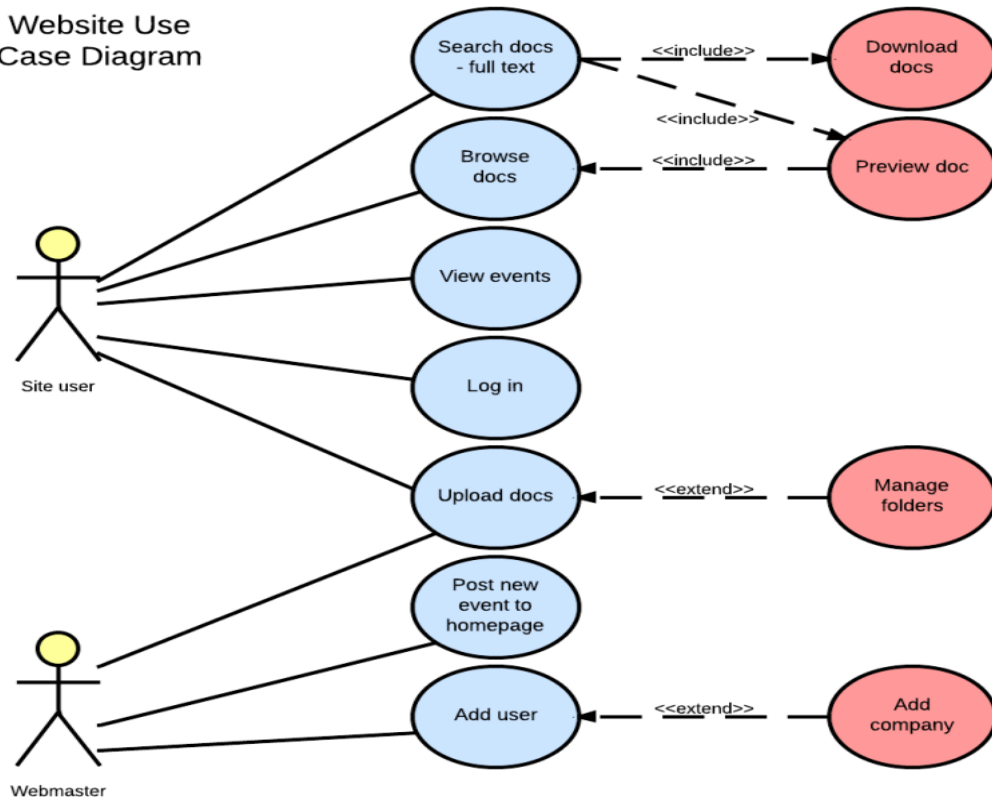 Website Use
Case Diagram
Search docs
- full text
<<include>>
Download
docs
<<include>>
Browse
docs
<<include>>
Preview doc
View events
Site user
Log in
Upload docs
<<extend>>
Manage
folders
Post new
event to
homepage
Add user
<<extend>>
Add
company
Webmaster